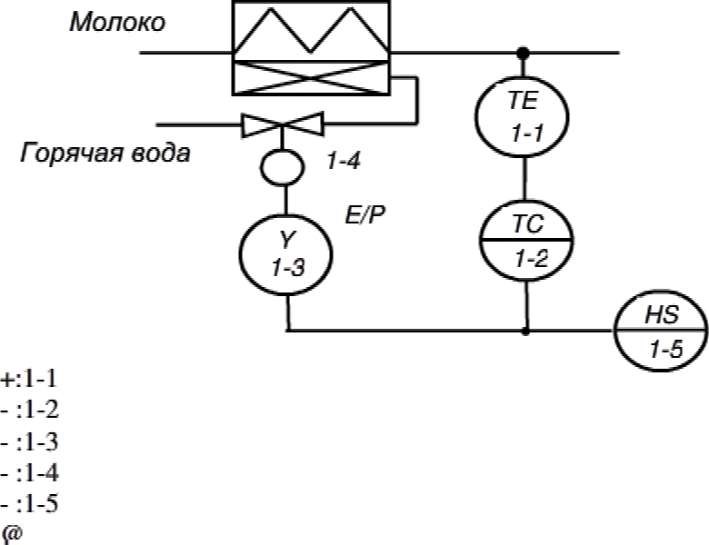 Молоко
TE
1-1
Горячая вода
1-4
E/P
Y
1-3
TC
1-2
HS
1-5
+:1-1
- :1-2
- :1-3
- :1-4
- :1-5
@